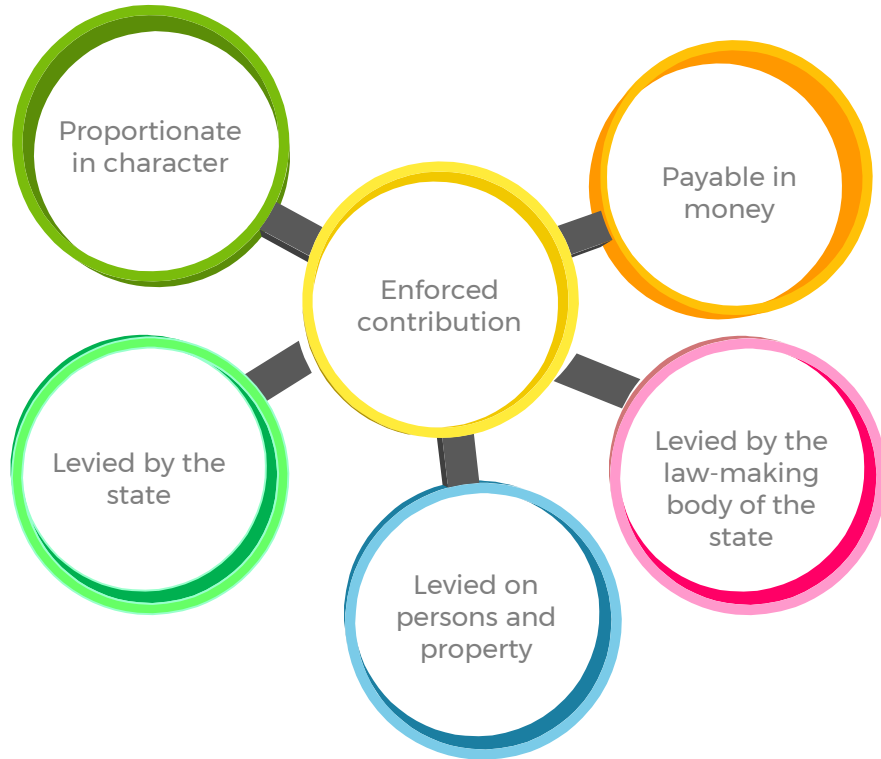 Proportionate
in character
Payable in
money
Enforced
contribution
Levied by the
state
Levied by the
law-making
body of the
state
Levied on
persons and
property